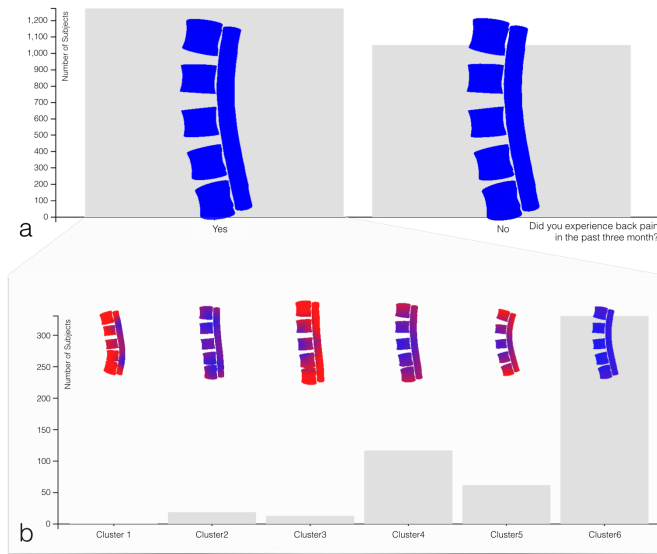 1,200
1,100
1,000
900
800
700
600
500
400
300
200
100
0
Number of Subjects
a
Yes
No
Did you experience back pain
in the past three month?
300
250
200
150
100
50
0
Number of Subjects
b
Cluster 1
Cluster2
Cluster3
Cluster4
Cluster5
Cluster6